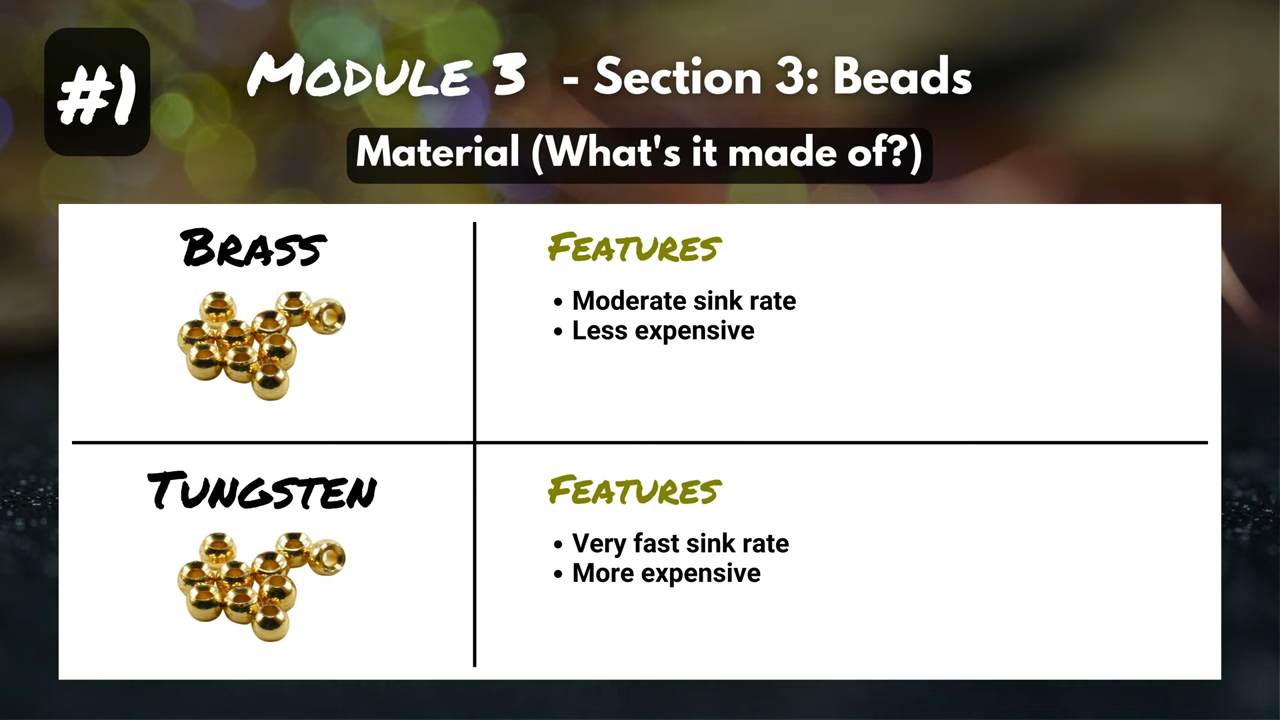 #1
Module 3 - Section 3: Beads
Material (What's it made of?)
Brass
Features
• Moderate sink rate
• Less expensive
Tungsten
Features
• Very fast sink rate
• More expensive